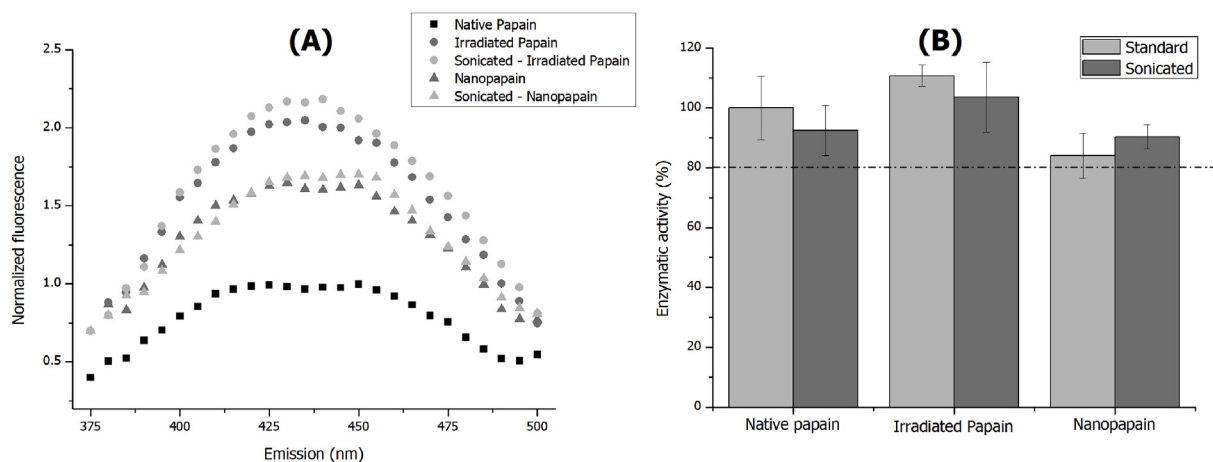 (A)
Native Papain
Irradiated Papain
Sonicated - Irradiated Papain
Nanopapain
Sonicated - Nanopapain
2.5
2.0
1.5
1.0
0.5
Normalized fluorescence
375
400
425
450
475
500
Emission (nm)
(B)
Standard
Sonicated
120
100
80
60
40
20
0
Enzymatic activity (%)
Native papain
Irradiated Papain
Nanopapain